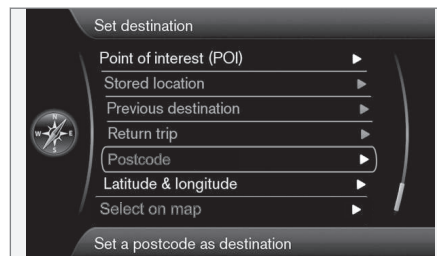 Set destination
Point of interest (POI)
Stored location
Previous destination
Return trip
Postcode
Latitude & longitude
Select on map
Set a postcode as destination
N
W E
S